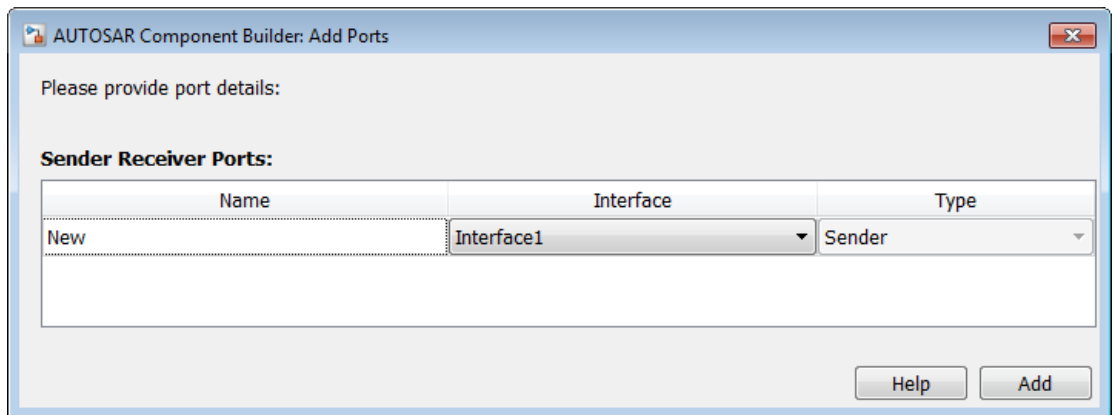 AUTOSAR Component Builder: Add Ports
Please provide port details:
Sender Receiver Ports:
Name Interface Type
New Interface1 Sender
Help Add